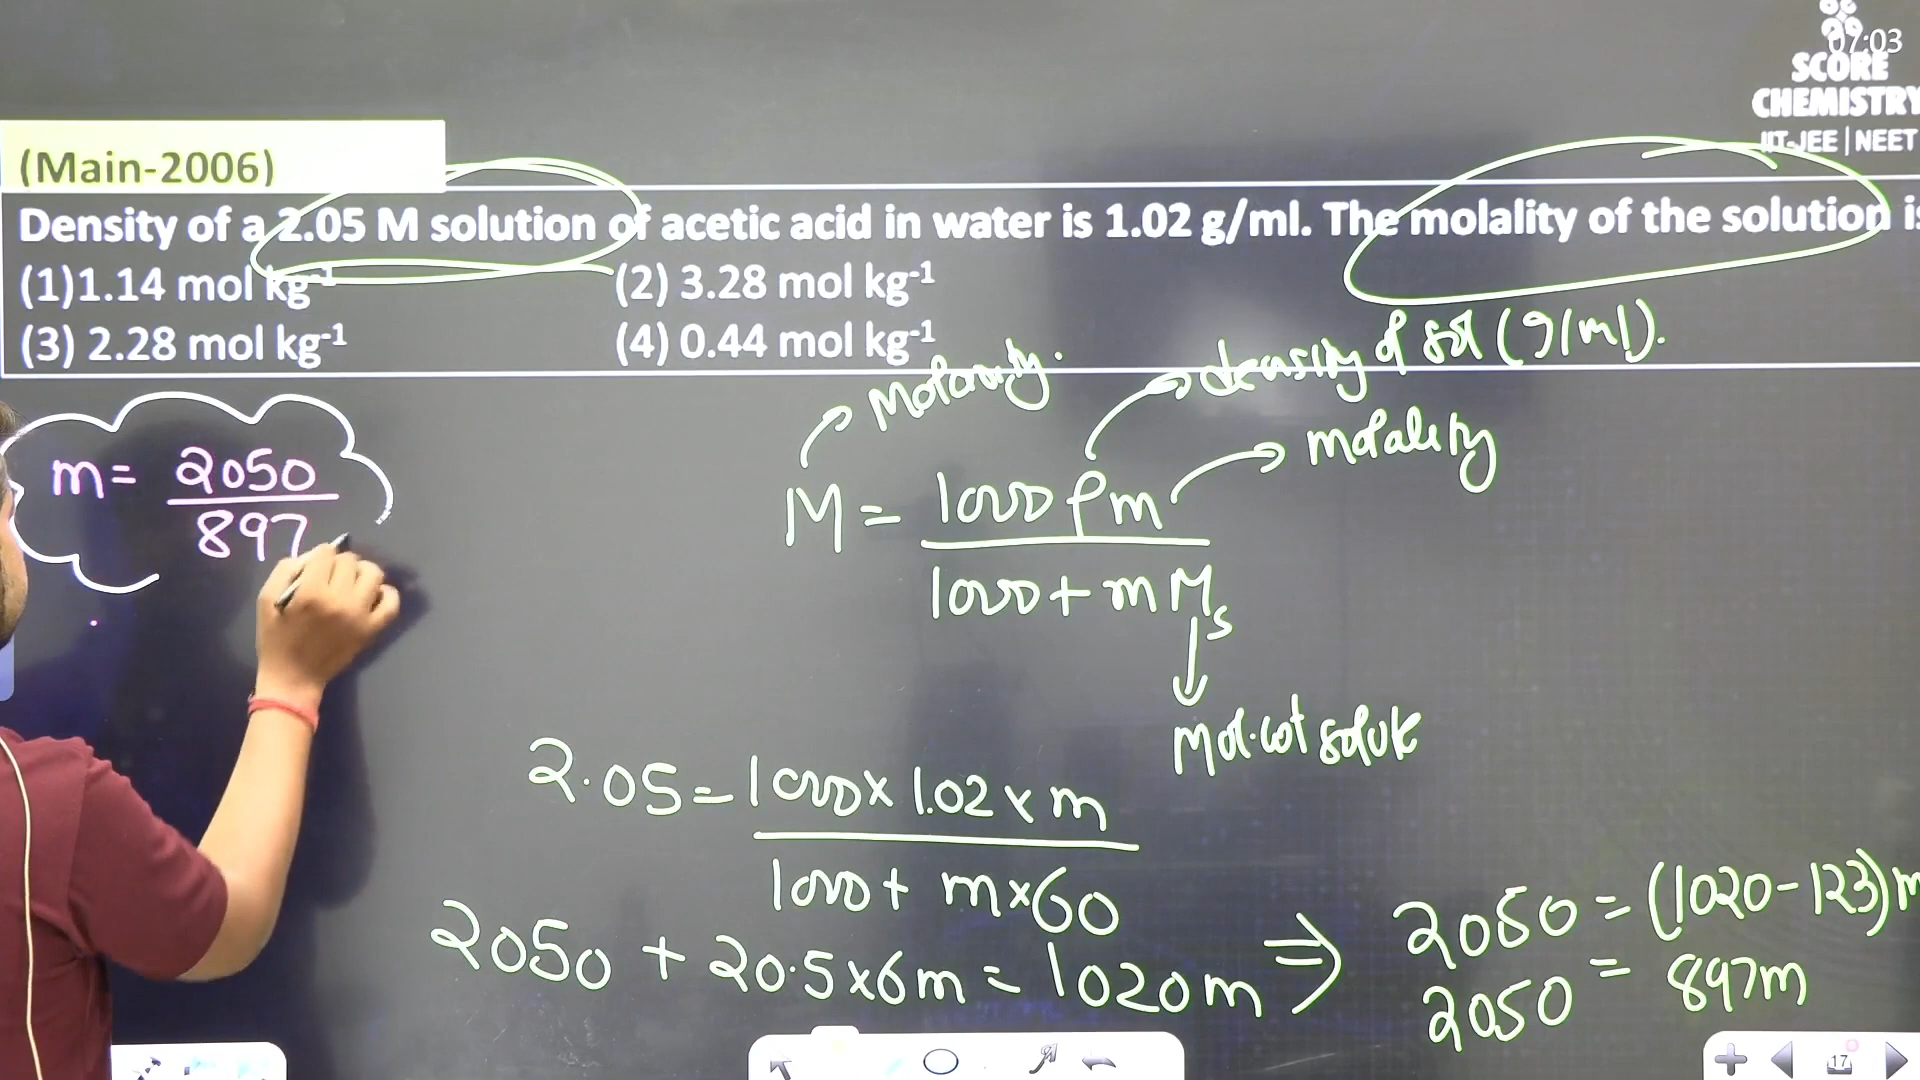 07:03
SCORE
CHEMISTRY
IIT-JEE | NEET
(Main-2006)
Density of a 2.05 M solution of acetic acid in water is 1.02 g/ml. The molality of the solution is
(1)1.14 mol kg⁻¹ (2) 3.28 mol kg⁻¹
(3) 2.28 mol kg⁻¹ (4) 0.44 mol kg⁻¹
Molarity. density of sol (g/ml).
molality
m = 2050/897
M = 1000 ρ m / 1000 + m Ms
Mol.wt solute
2.05 = 1000 x 1.02 x m / 1000 + m x 60
2050 + 20.5 x 6m = 1020m ⇒ 2050 = (1020 - 123)m
2050 = 897m
17